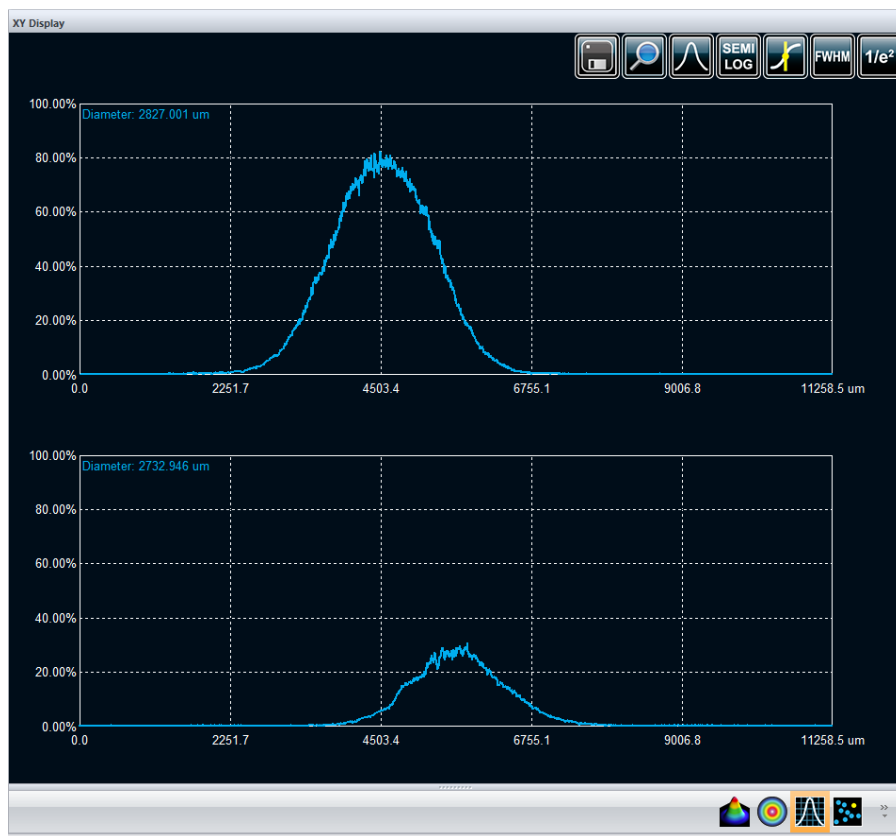 XY Display
SEMI LOG
FWHM
1/e²
Diameter: 2827.001 um
100.00%
80.00%
60.00%
40.00%
20.00%
0.00%
0.0 2251.7 4503.4 6755.1 9006.8 11258.5 um
Diameter: 2732.946 um
100.00%
80.00%
60.00%
40.00%
20.00%
0.00%
0.0 2251.7 4503.4 6755.1 9006.8 11258.5 um